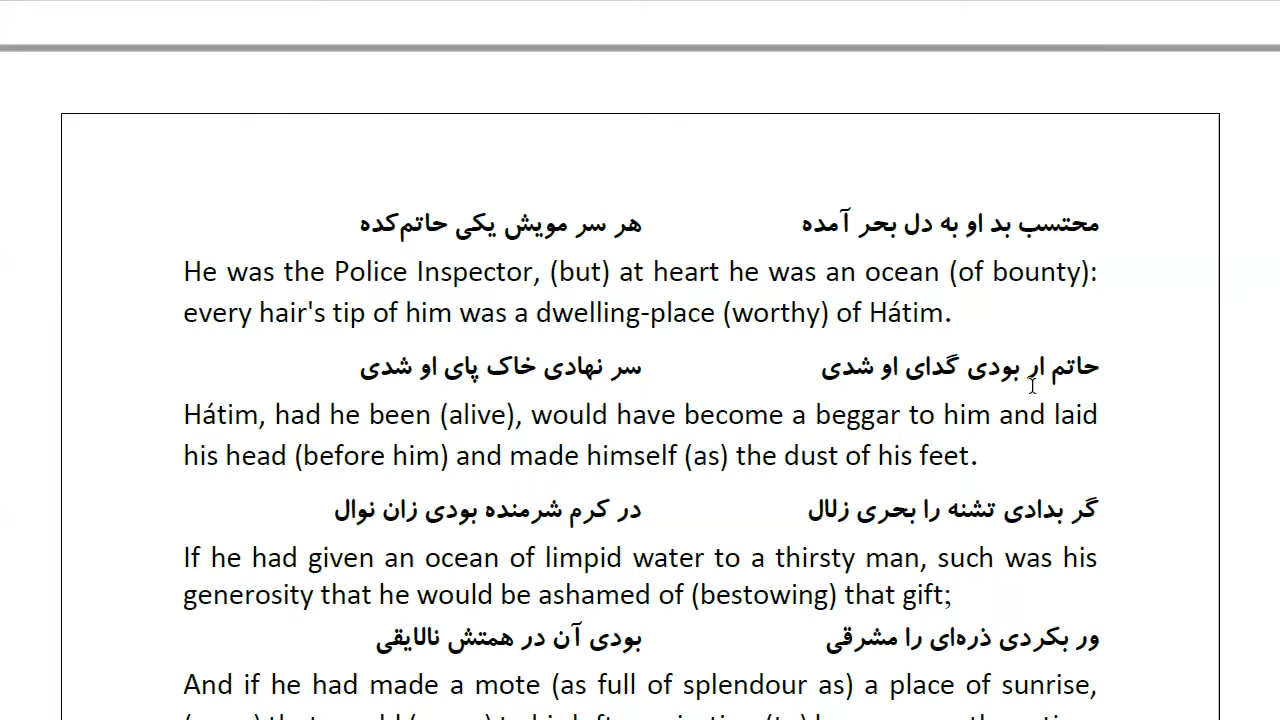 محتسب بد او به دل بحر آمده هر سر مویش یکی حاتم‌کده
He was the Police Inspector, (but) at heart he was an ocean (of bounty):
every hair's tip of him was a dwelling-place (worthy) of Hátim.
حاتم ار بودی گدای او شدی سر نهادی خاک پای او شدی
Hátim, had he been (alive), would have become a beggar to him and laid
his head (before him) and made himself (as) the dust of his feet.
گر بدادی تشنه را بحری زلال در کرم شرمنده بودی زان نوال
If he had given an ocean of limpid water to a thirsty man, such was his
generosity that he would be ashamed of (bestowing) that gift;
ور بکردی ذره‌ای را مشرقی بودی آن در همتش نالایقی
And if he had made a mote (as full of splendour as) a place of sunrise,